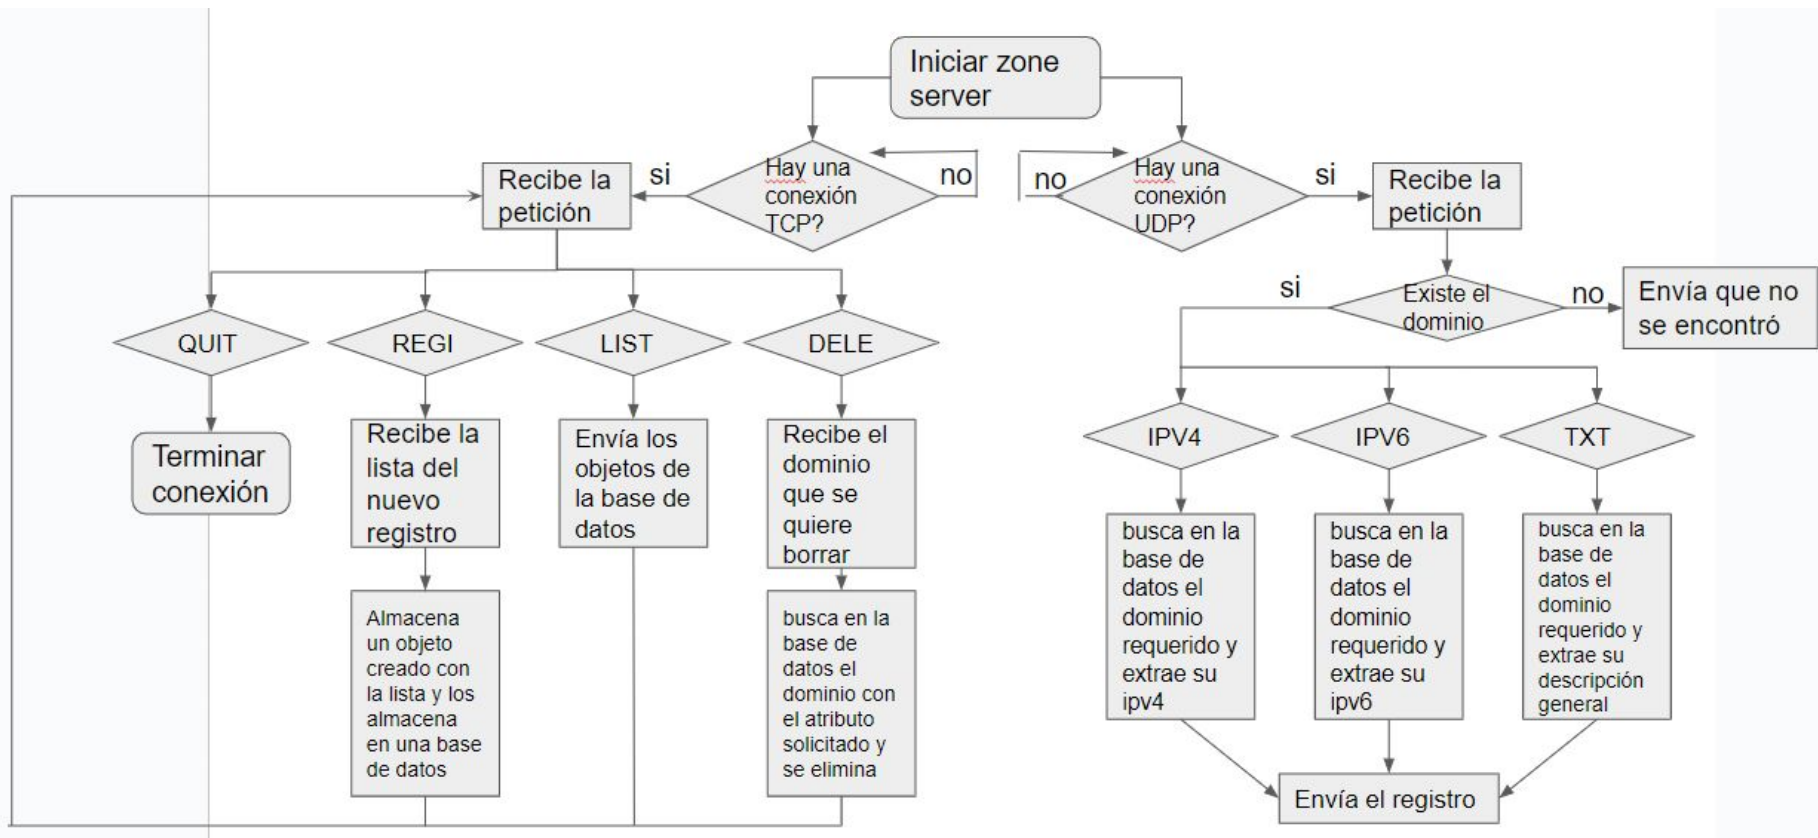 Iniciar zone
server
Recibe la
petición
si
Hay una
conexión
TCP?
no
no
Hay una
conexión
UDP?
si
Recibe la
petición
si
Existe el
dominio
no
Envía que no
se encontró
QUIT
REGI
LIST
DELE
Terminar
conexión
Recibe la
lista del
nuevo
registro
Envía los
objetos de
la base de
datos
Recibe el
dominio
que se
quiere
borrar
Almacena
un objeto
creado con
la lista y los
almacena
en una base
de datos
busca en la
base de
datos el
dominio con
el atributo
solicitado y
se elimina
IPV4
IPV6
TXT
busca en la
base de
datos el
dominio
requerido y
extrae su
ipv4
busca en la
base de
datos el
dominio
requerido y
extrae su
ipv6
busca en la
base de
datos el
dominio
requerido y
extrae su
descripción
general
Envía el registro